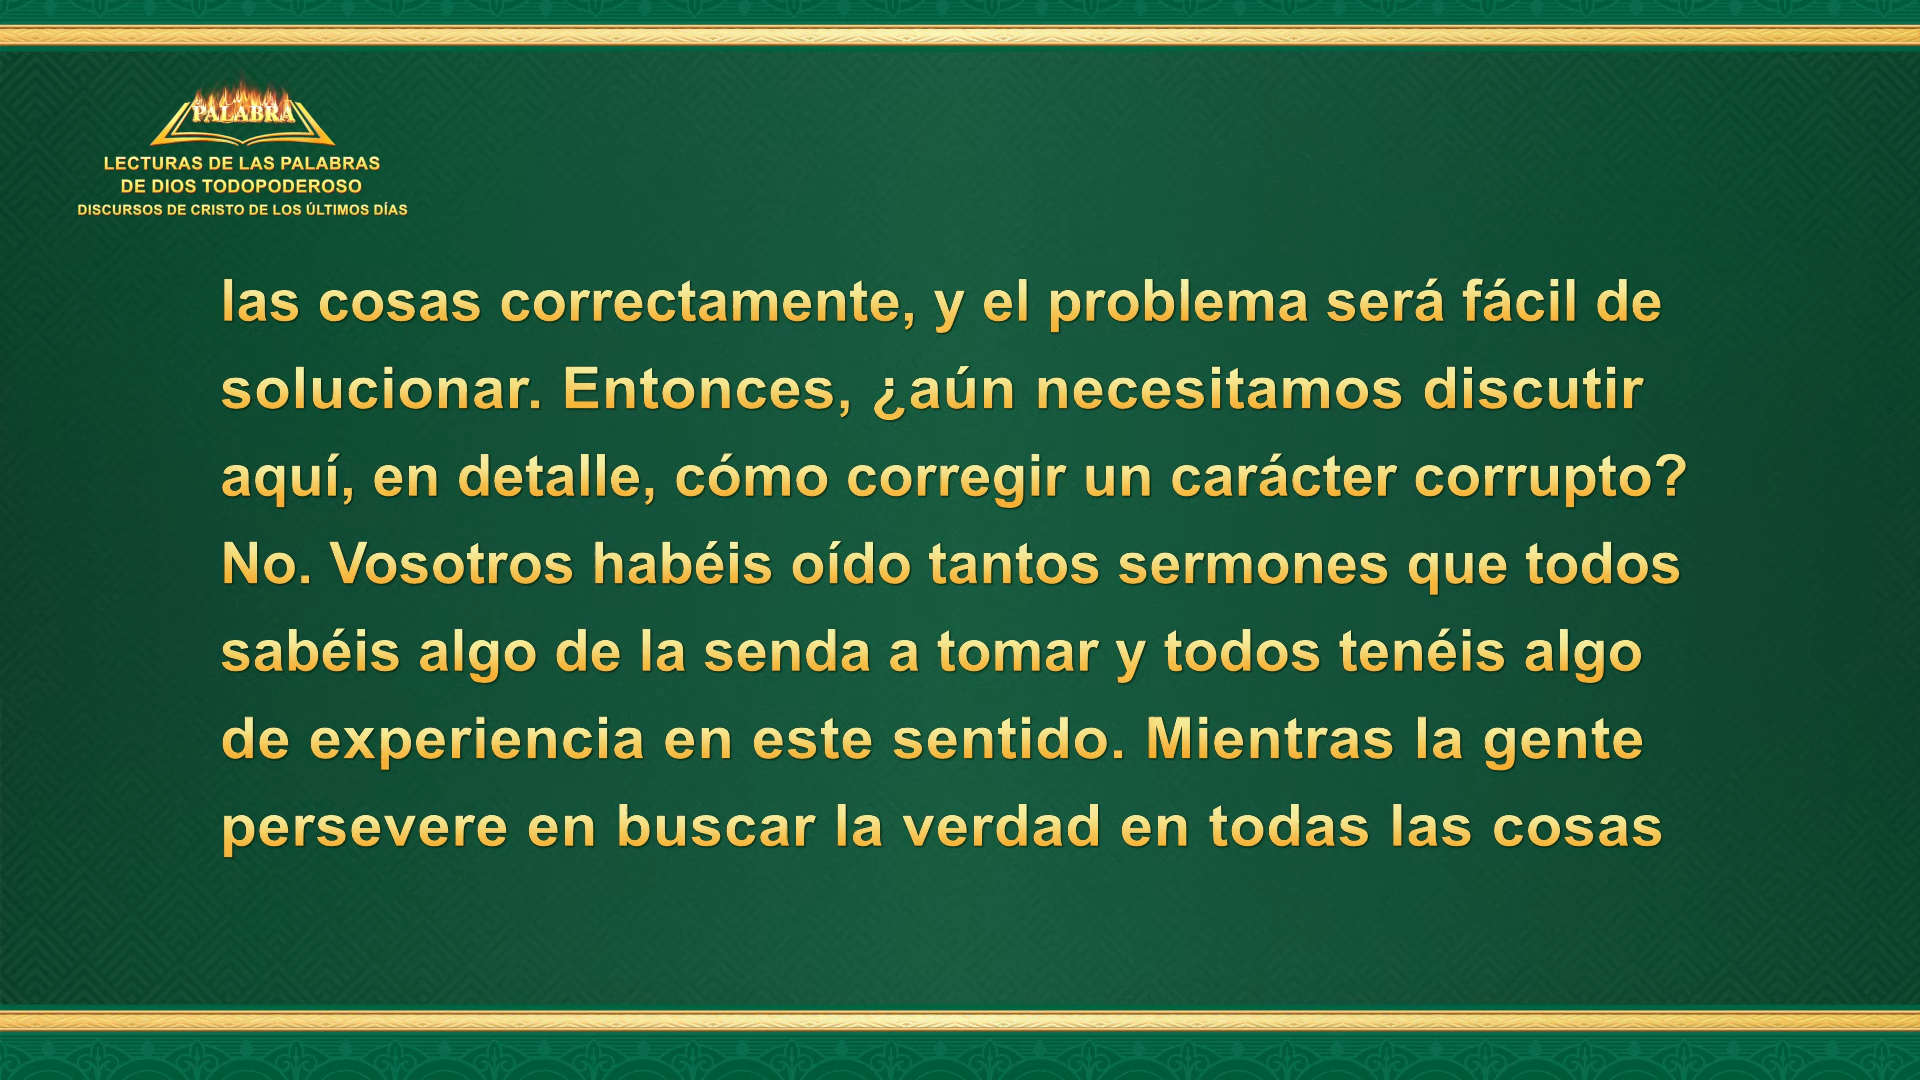 PALABRA
LECTURAS DE LAS PALABRAS
DE DIOS TODOPODEROSO
DISCURSOS DE CRISTO DE LOS ÚLTIMOS DÍAS
las cosas correctamente, y el problema será fácil de
solucionar. Entonces, ¿aún necesitamos discutir
aquí, en detalle, cómo corregir un carácter corrupto?
No. Vosotros habéis oído tantos sermones que todos
sabéis algo de la senda a tomar y todos tenéis algo
de experiencia en este sentido. Mientras la gente
persevere en buscar la verdad en todas las cosas